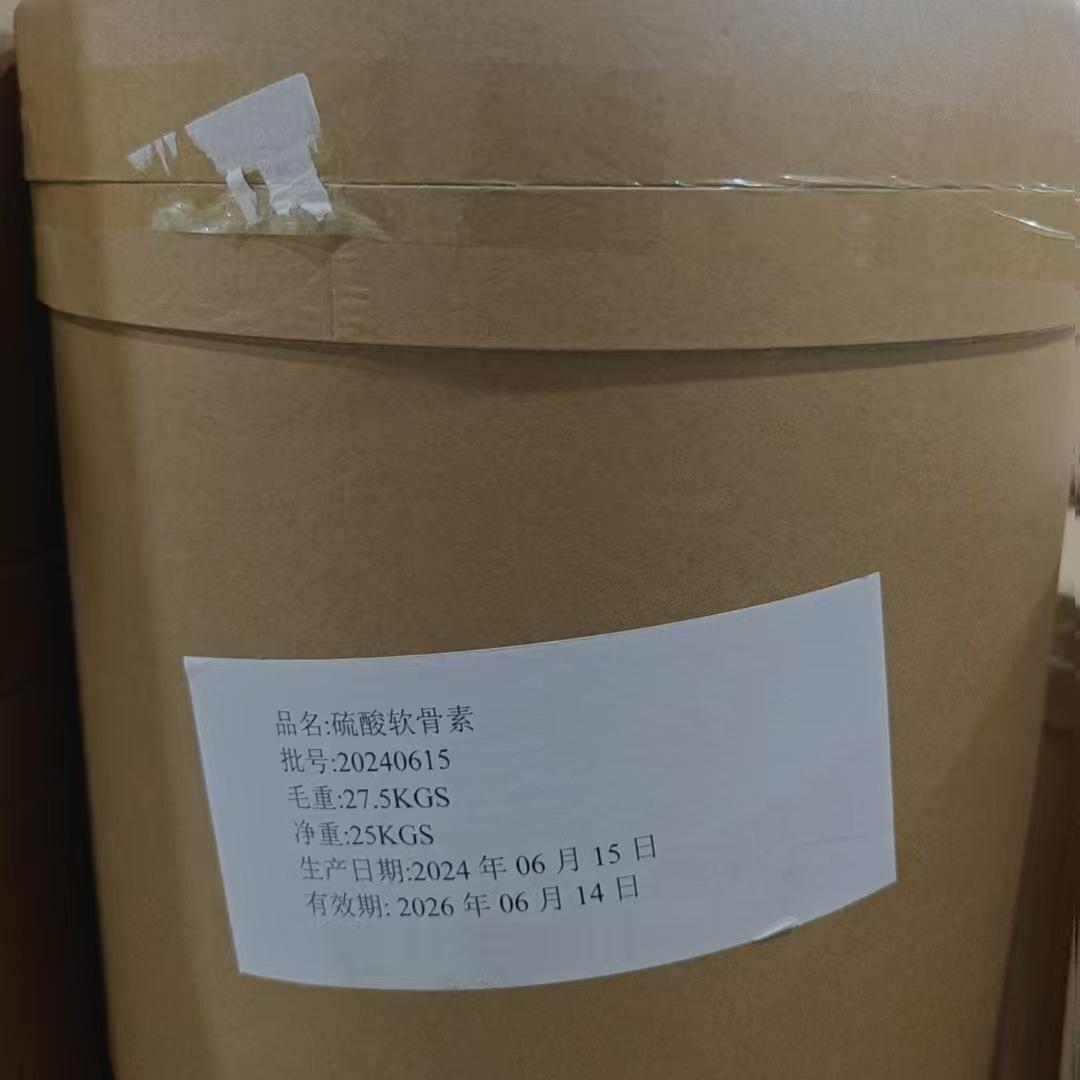 品名:硫酸软骨素
批号:20240615
毛重:27.5KGS
净重:25KGS
生产日期:2024 年 06 月 15 日
有效期: 2026 年 06 月 14 日